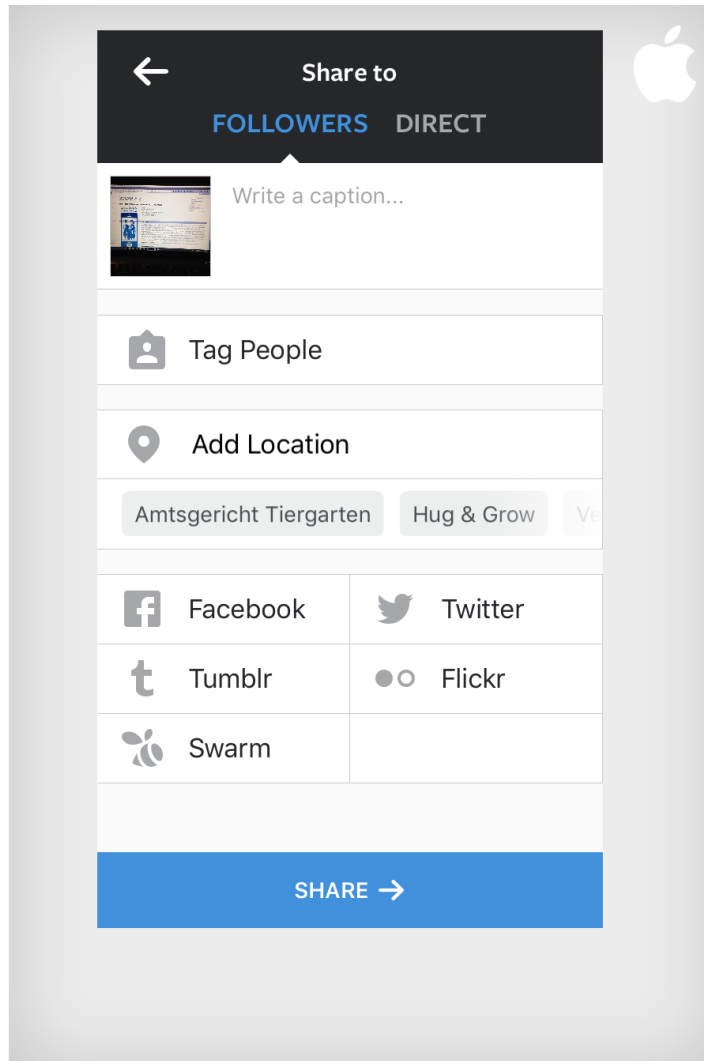 Share to
FOLLOWERS DIRECT
Write a caption...
Tag People
Add Location
Amtsgericht Tiergarten Hug & Grow
Facebook Twitter
Tumblr Flickr
Swarm
SHARE